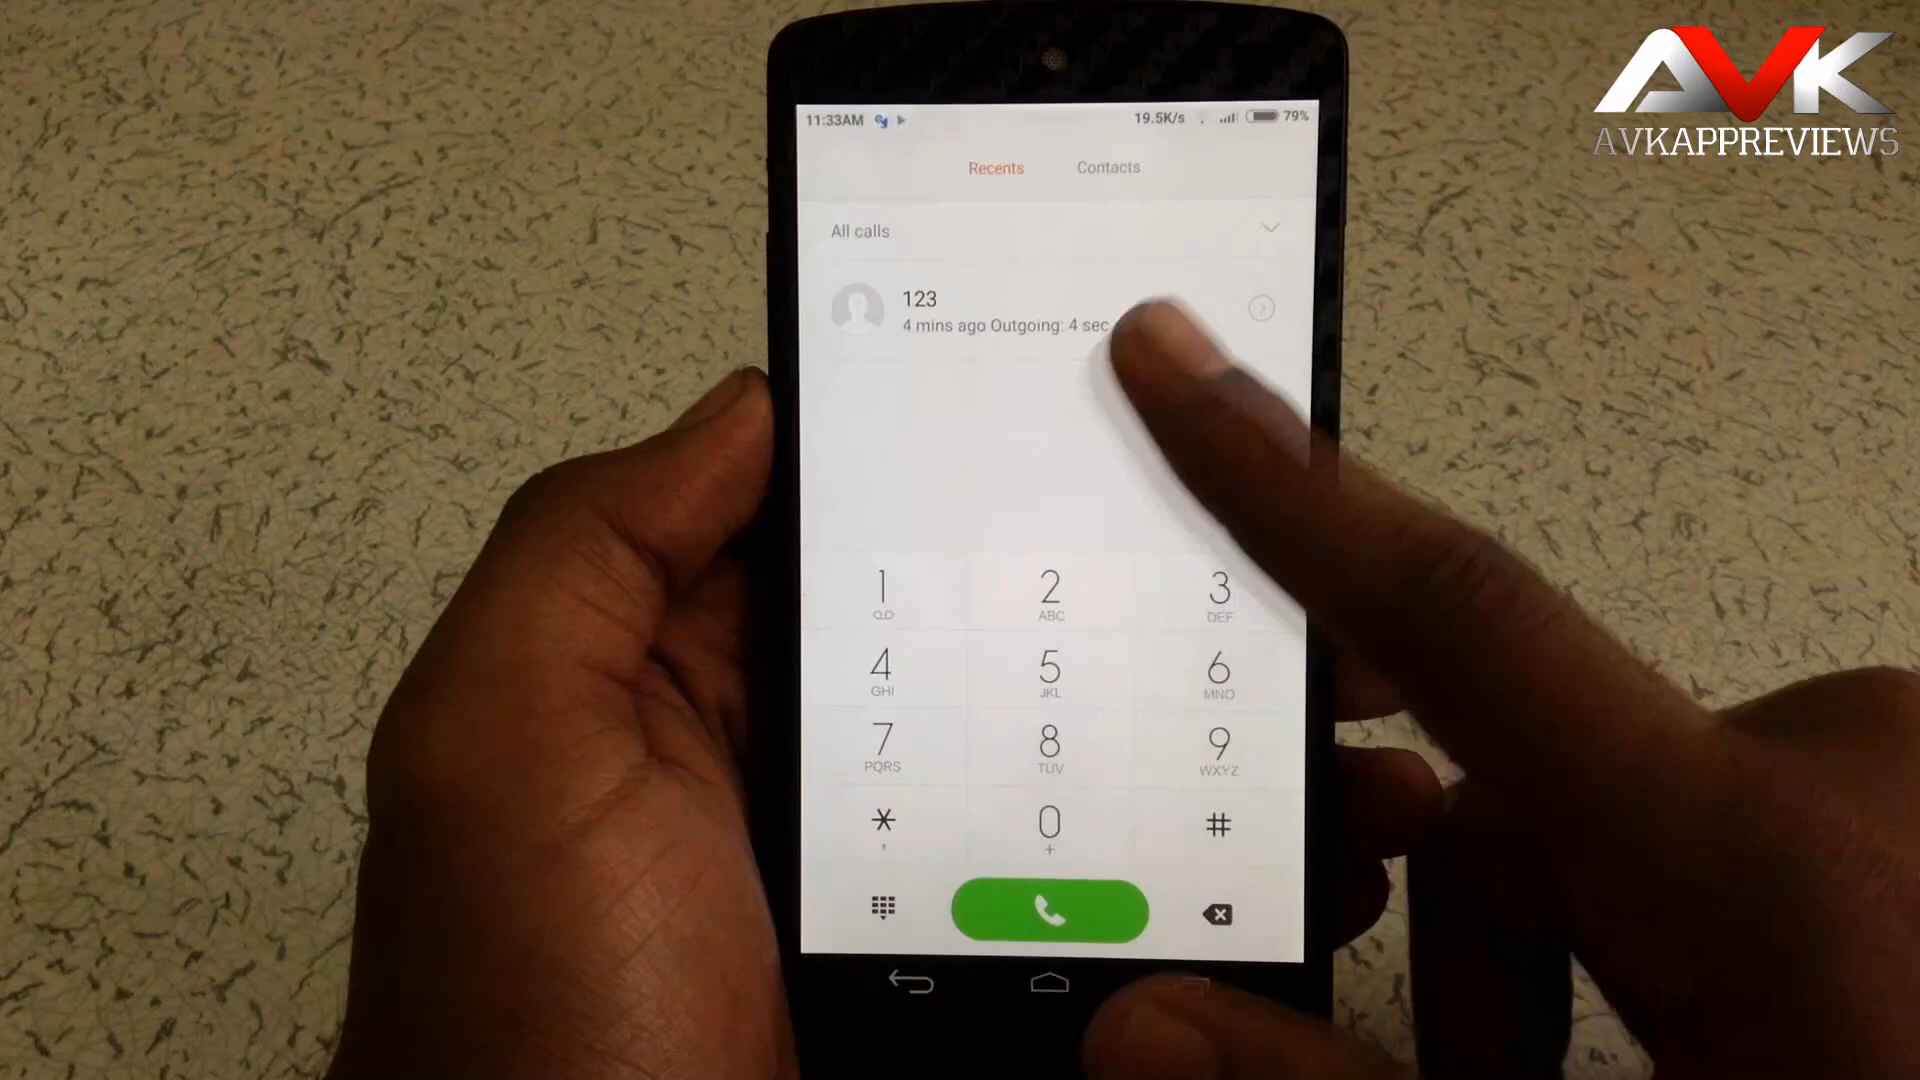 AVK
AVKAPPREVIEWS
11:33AM
19.5K/s
79%
Recents
Contacts
All calls
123
4 mins ago Outgoing: 4 sec
1
2
ABC
3
DEF
4
GHI
5
JKL
6
MNO
7
PQRS
8
TUV
9
WXYZ
*
,
0
+
#